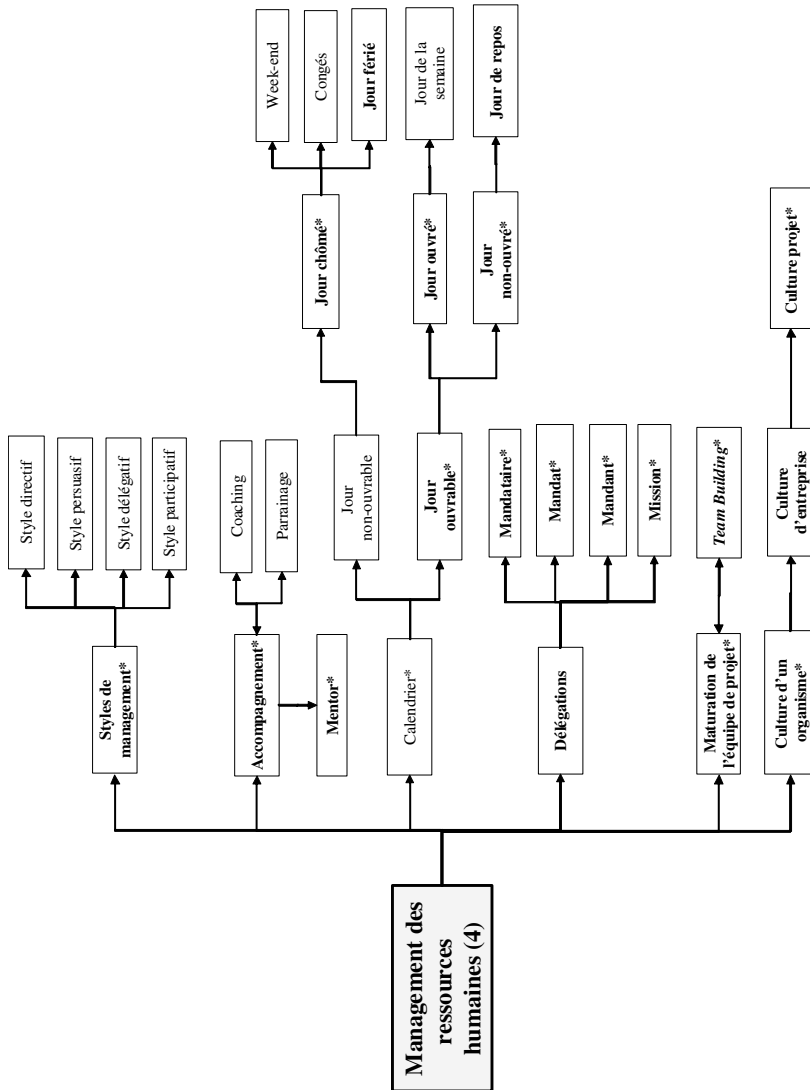 Management des
ressources
humaines (4)
Styles de
management*
Style directif
Style persuasif
Style délégatif
Style participatif
Accompagnement*
Coaching
Parrainage
Mentor*
Calendrier*
Jour
non-ouvrable
Jour chômé*
Week-end
Congés
Jour férié
Jour
ouvrable*
Jour ouvré*
Jour de la
semaine
Jour
non-ouvré*
Jour de repos
Délégations
Mandataire*
Mandat*
Mandant*
Mission*
Maturation de
l'équipe de projet*
Team Building*
Culture d'un
organisme*
Culture
d'entreprise
Culture projet*